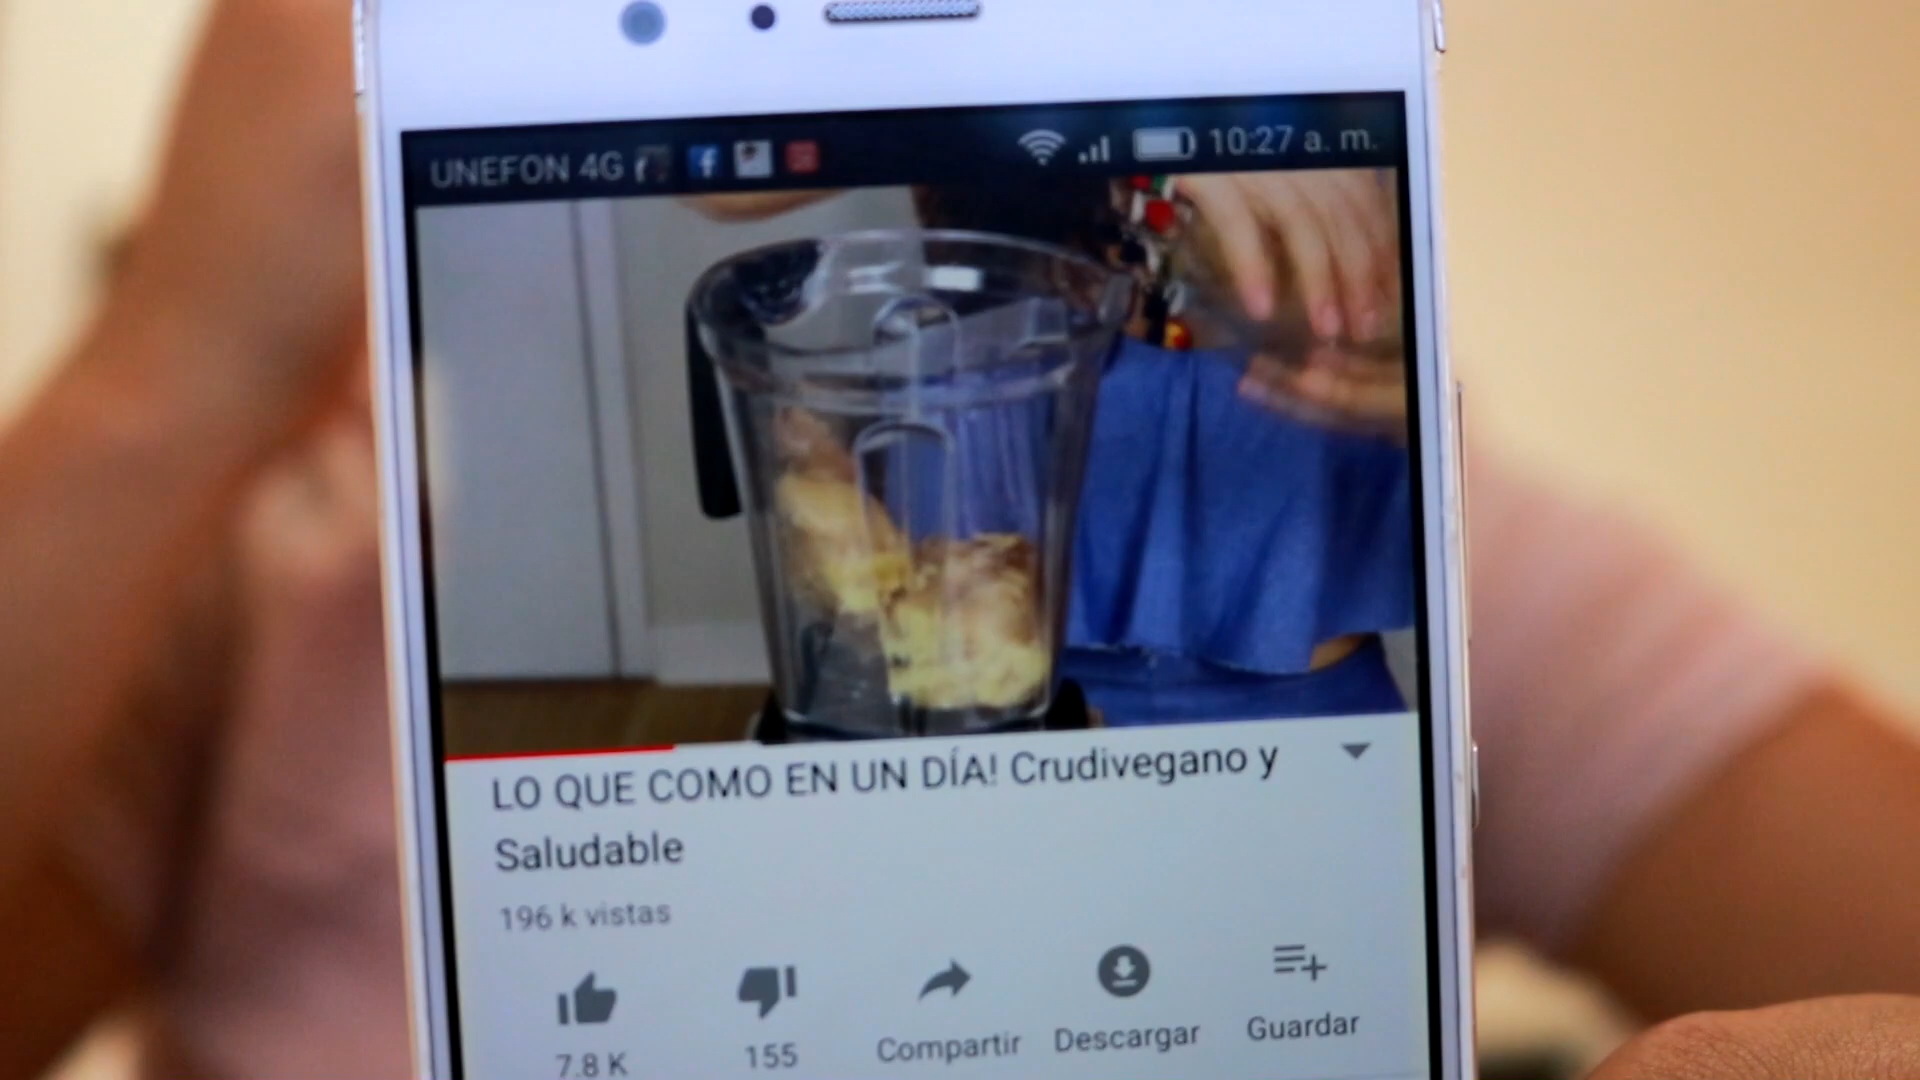 UNEFON 4G
10:27 a. m.
LO QUE COMO EN UN DÍA! Crudivegano y
Saludable
196 k vistas
7.8 K
155
Compartir
Descargar
Guardar